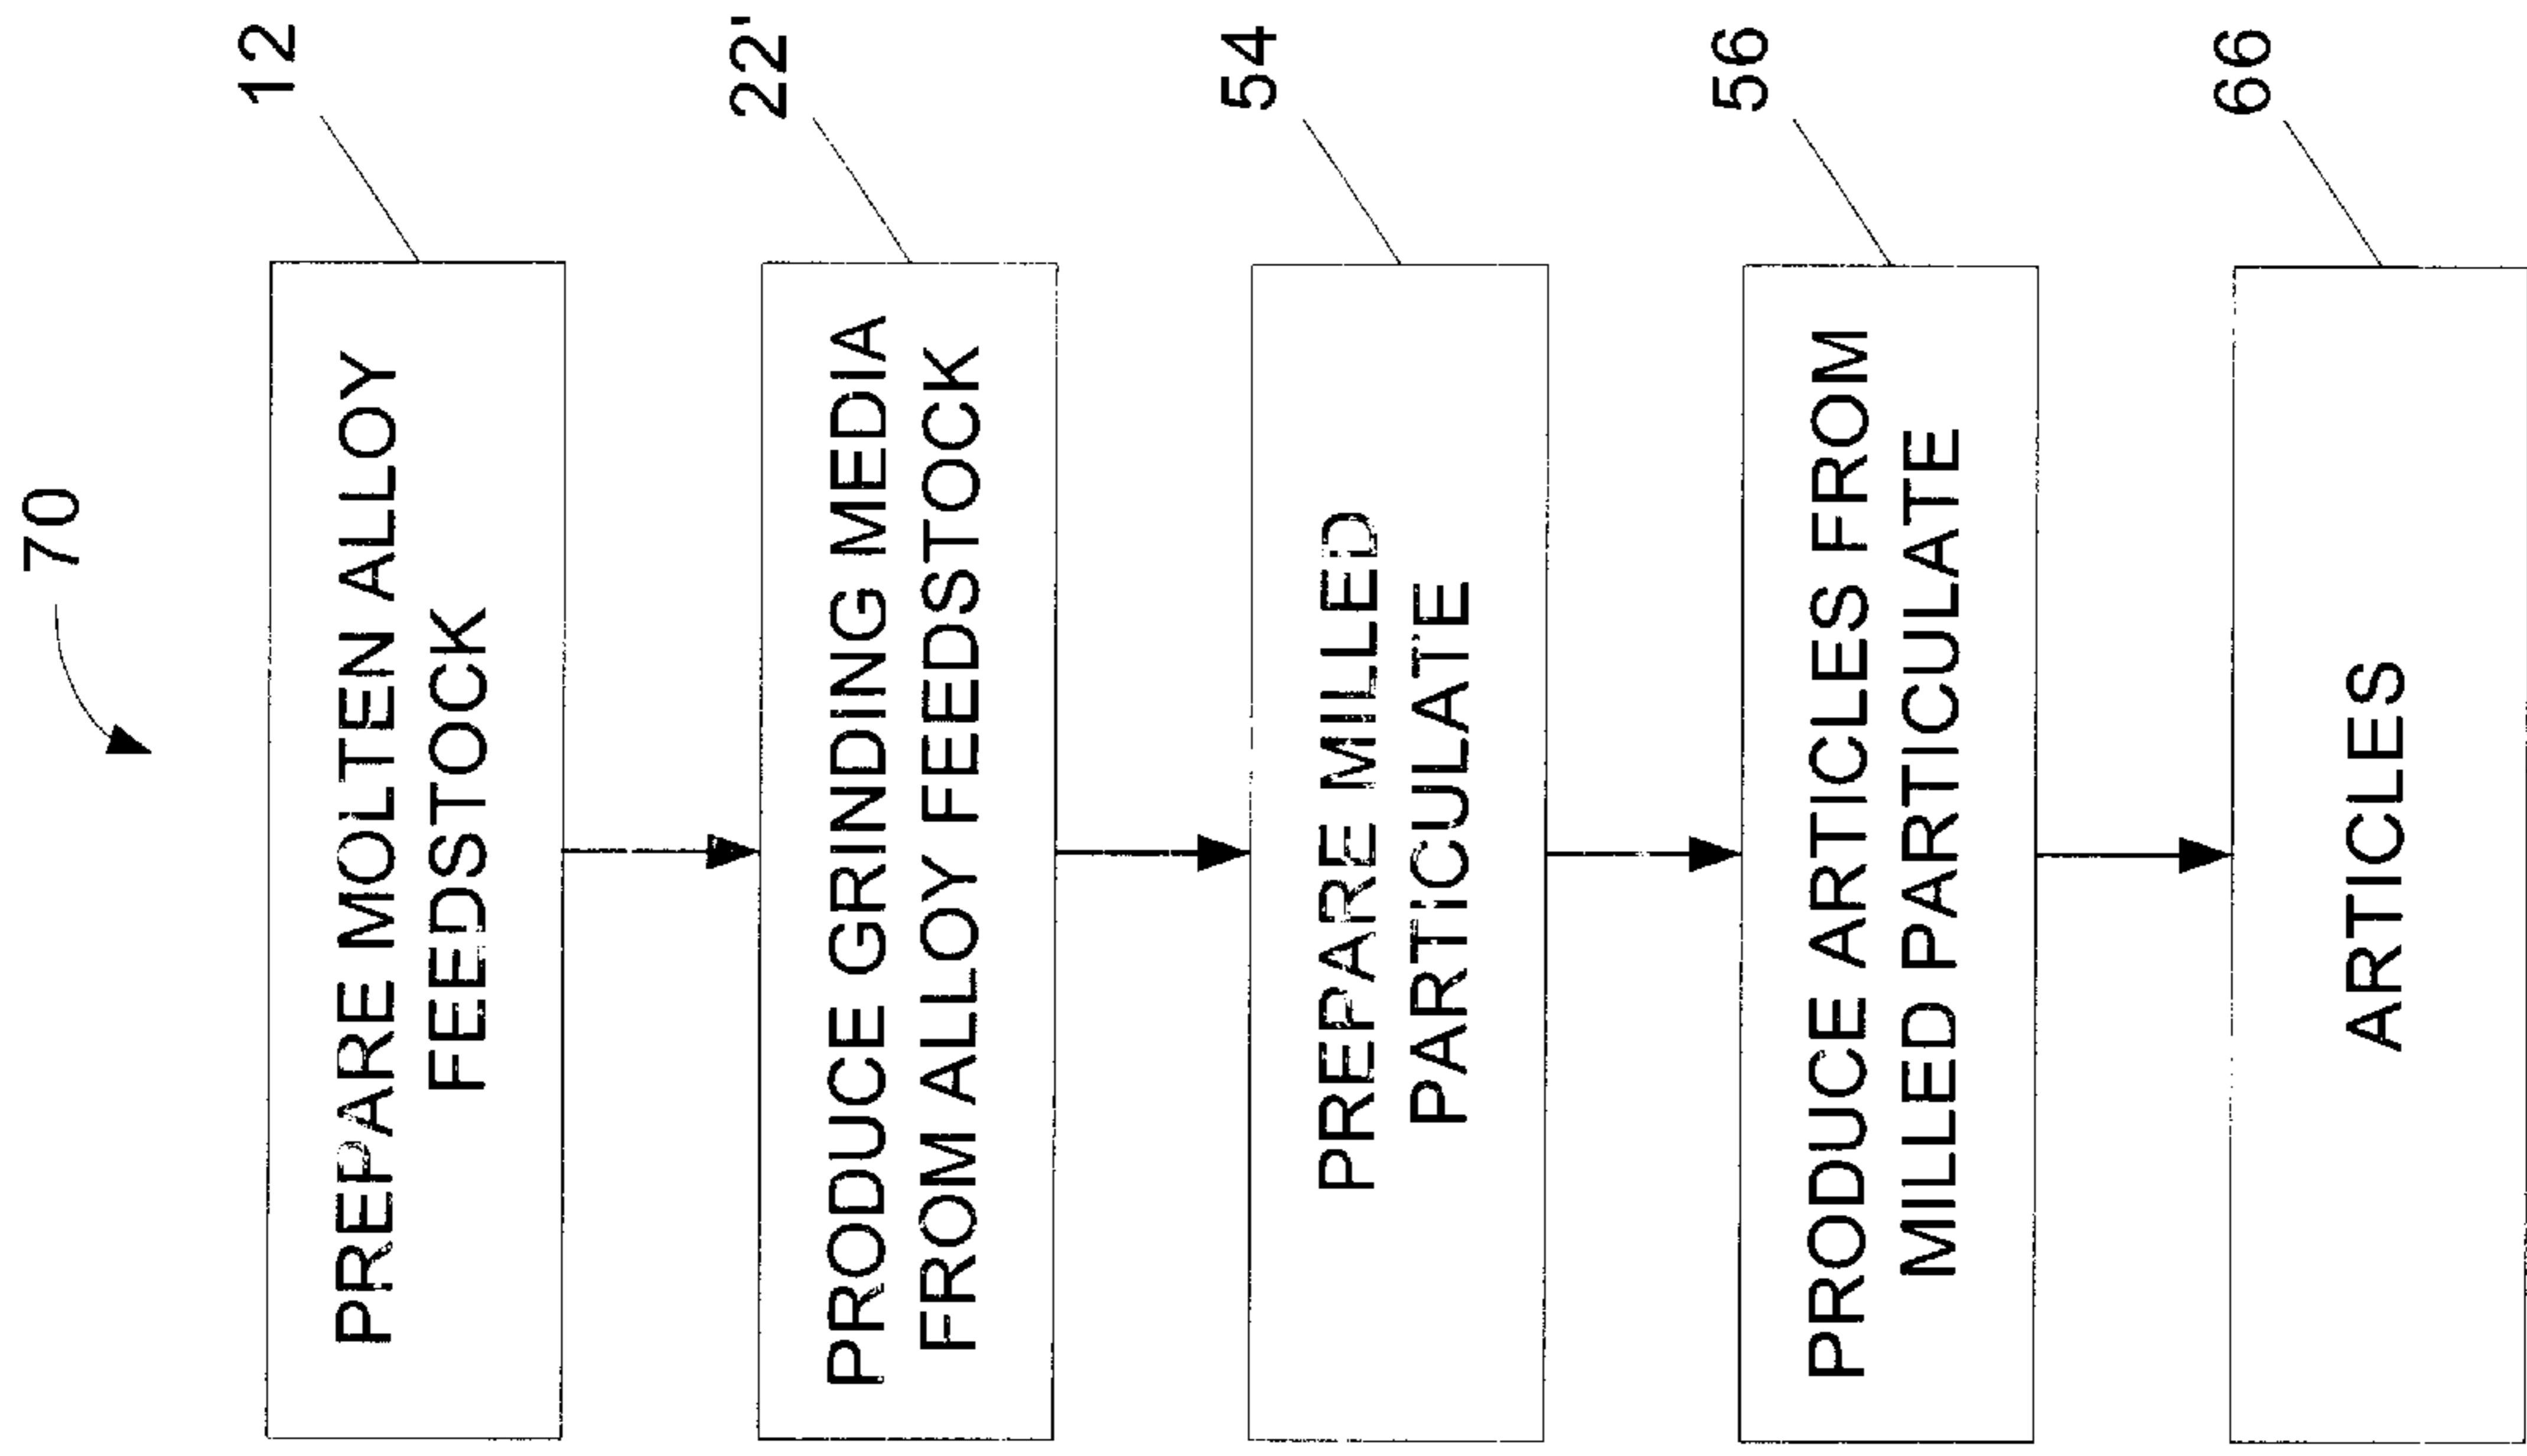 70
12
PREPARE MOLTEN ALLOY
FEEDSTOCK
22'
PRODUCE GRINDING MEDIA
FROM ALLOY FEEDSTOCK
54
PREPARE MILLED
PARTICULATE
56
PRODUCE ARTICLES FROM
MILLED PARTICULATE
66
ARTICLES